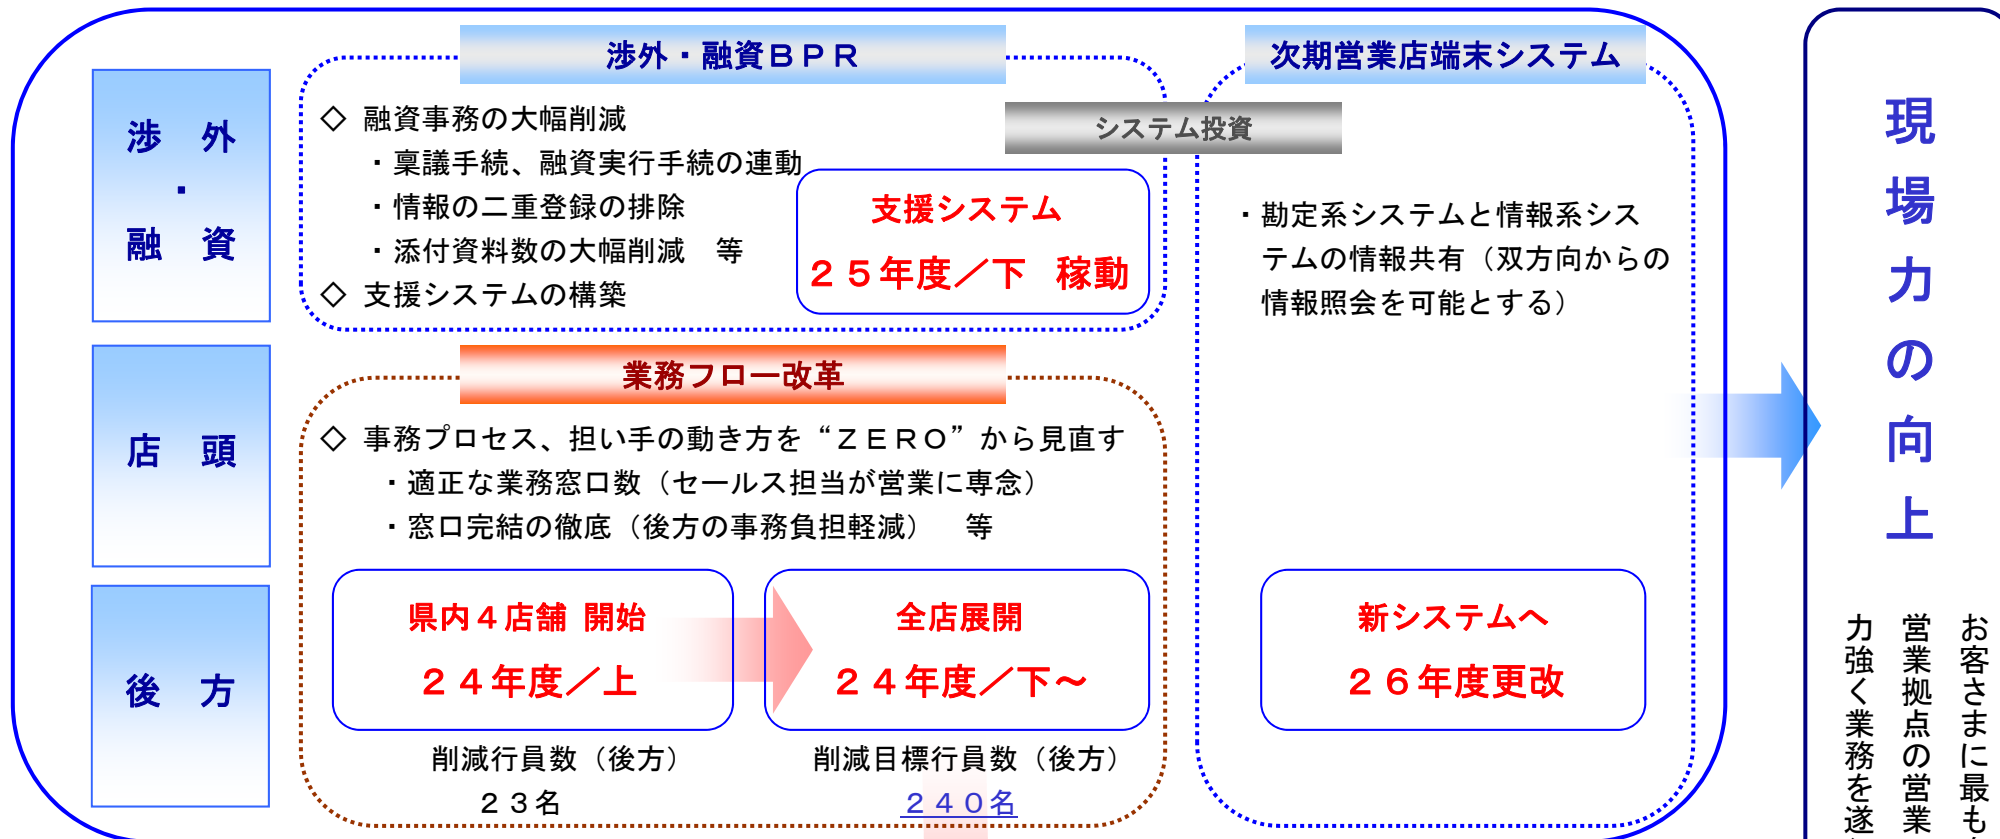 渉外・融資ＢＰＲ
次期営業店端末システム
システム投資
渉　外
・
融　資
◇ 融資事務の大幅削減
・稟議手続、融資実行手続の連動
・情報の二重登録の排除
・添付資料数の大幅削減　等
◇ 支援システムの構築
支援システム
２５年度／下　稼動
・勘定系システムと情報系シス
テムの情報共有（双方向からの
情報照会を可能とする）
業務フロー改革
店　頭
◇ 事務プロセス、担い手の動き方を“ＺＥＲＯ”から見直す
・適正な業務窓口数（セールス担当が営業に専念）
・窓口完結の徹底（後方の事務負担軽減）　等
後　方
県内４店舗 開始
２４年度／上
全店展開
２４年度／下～
新システムへ
２６年度更改
削減行員数（後方）
２３名
削減目標行員数（後方）
２４０名
現場力の向上
お客さまに最も
営業拠点の営業
力強く業務を遂